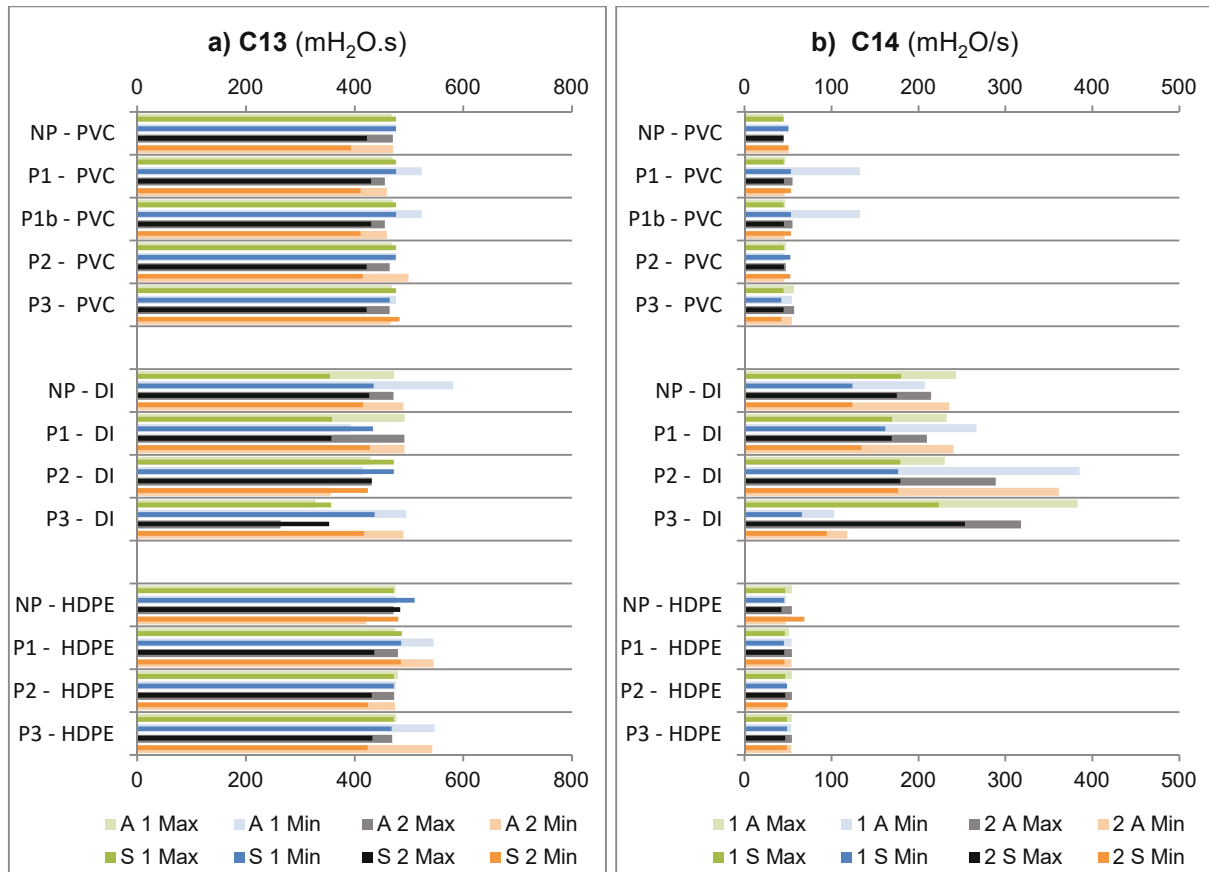 a) C13 (mH₂O.s)
0 200 400 600 800
NP - PVC
P1 - PVC
P1b - PVC
P2 - PVC
P3 - PVC
NP - DI
P1 - DI
P2 - DI
P3 - DI
NP - HDPE
P1 - HDPE
P2 - HDPE
P3 - HDPE
0 200 400 600 800
A 1 Max A 1 Min A 2 Max A 2 Min
S 1 Max S 1 Min S 2 Max S 2 Min
b) C14 (mH₂O/s)
0 100 200 300 400 500
NP - PVC
P1 - PVC
P1b - PVC
P2 - PVC
P3 - PVC
NP - DI
P1 - DI
P2 - DI
P3 - DI
NP - HDPE
P1 - HDPE
P2 - HDPE
P3 - HDPE
0 100 200 300 400 500
1 A Max 1 A Min 2 A Max 2 A Min
1 S Max 1 S Min 2 S Max 2 S Min